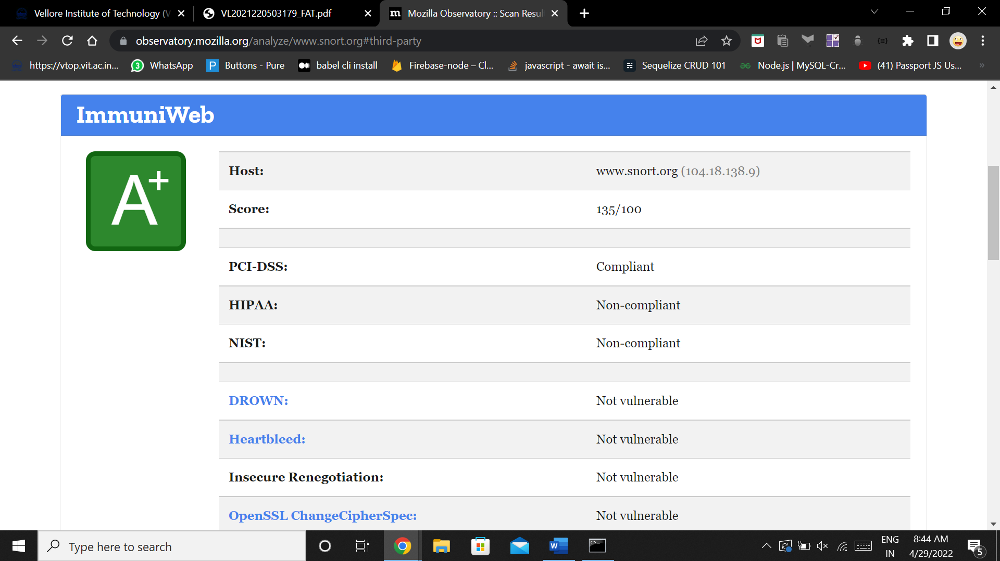 Vellore Institute of Technology (V
VL2021220503179_FAT.pdf
m Mozilla Observatory :: Scan Resul
observatory.mozilla.org/analyze/www.snort.org#third-party
https://vtop.vit.ac.in...
3 WhatsApp
P Buttons - Pure
babel cli install
Firebase-node – Cl...
javascript - await is...
Sequelize CRUD 101
Node.js | MySQL-Cr...
(41) Passport JS Us...
»
ImmuniWeb
A+
Host: www.snort.org (104.18.138.9)
Score: 135/100
PCI-DSS: Compliant
HIPAA: Non-compliant
NIST: Non-compliant
DROWN: Not vulnerable
Heartbleed: Not vulnerable
Insecure Renegotiation: Not vulnerable
OpenSSL ChangeCipherSpec: Not vulnerable
Type here to search
W
ENG
IN
8:44 AM
4/29/2022
5